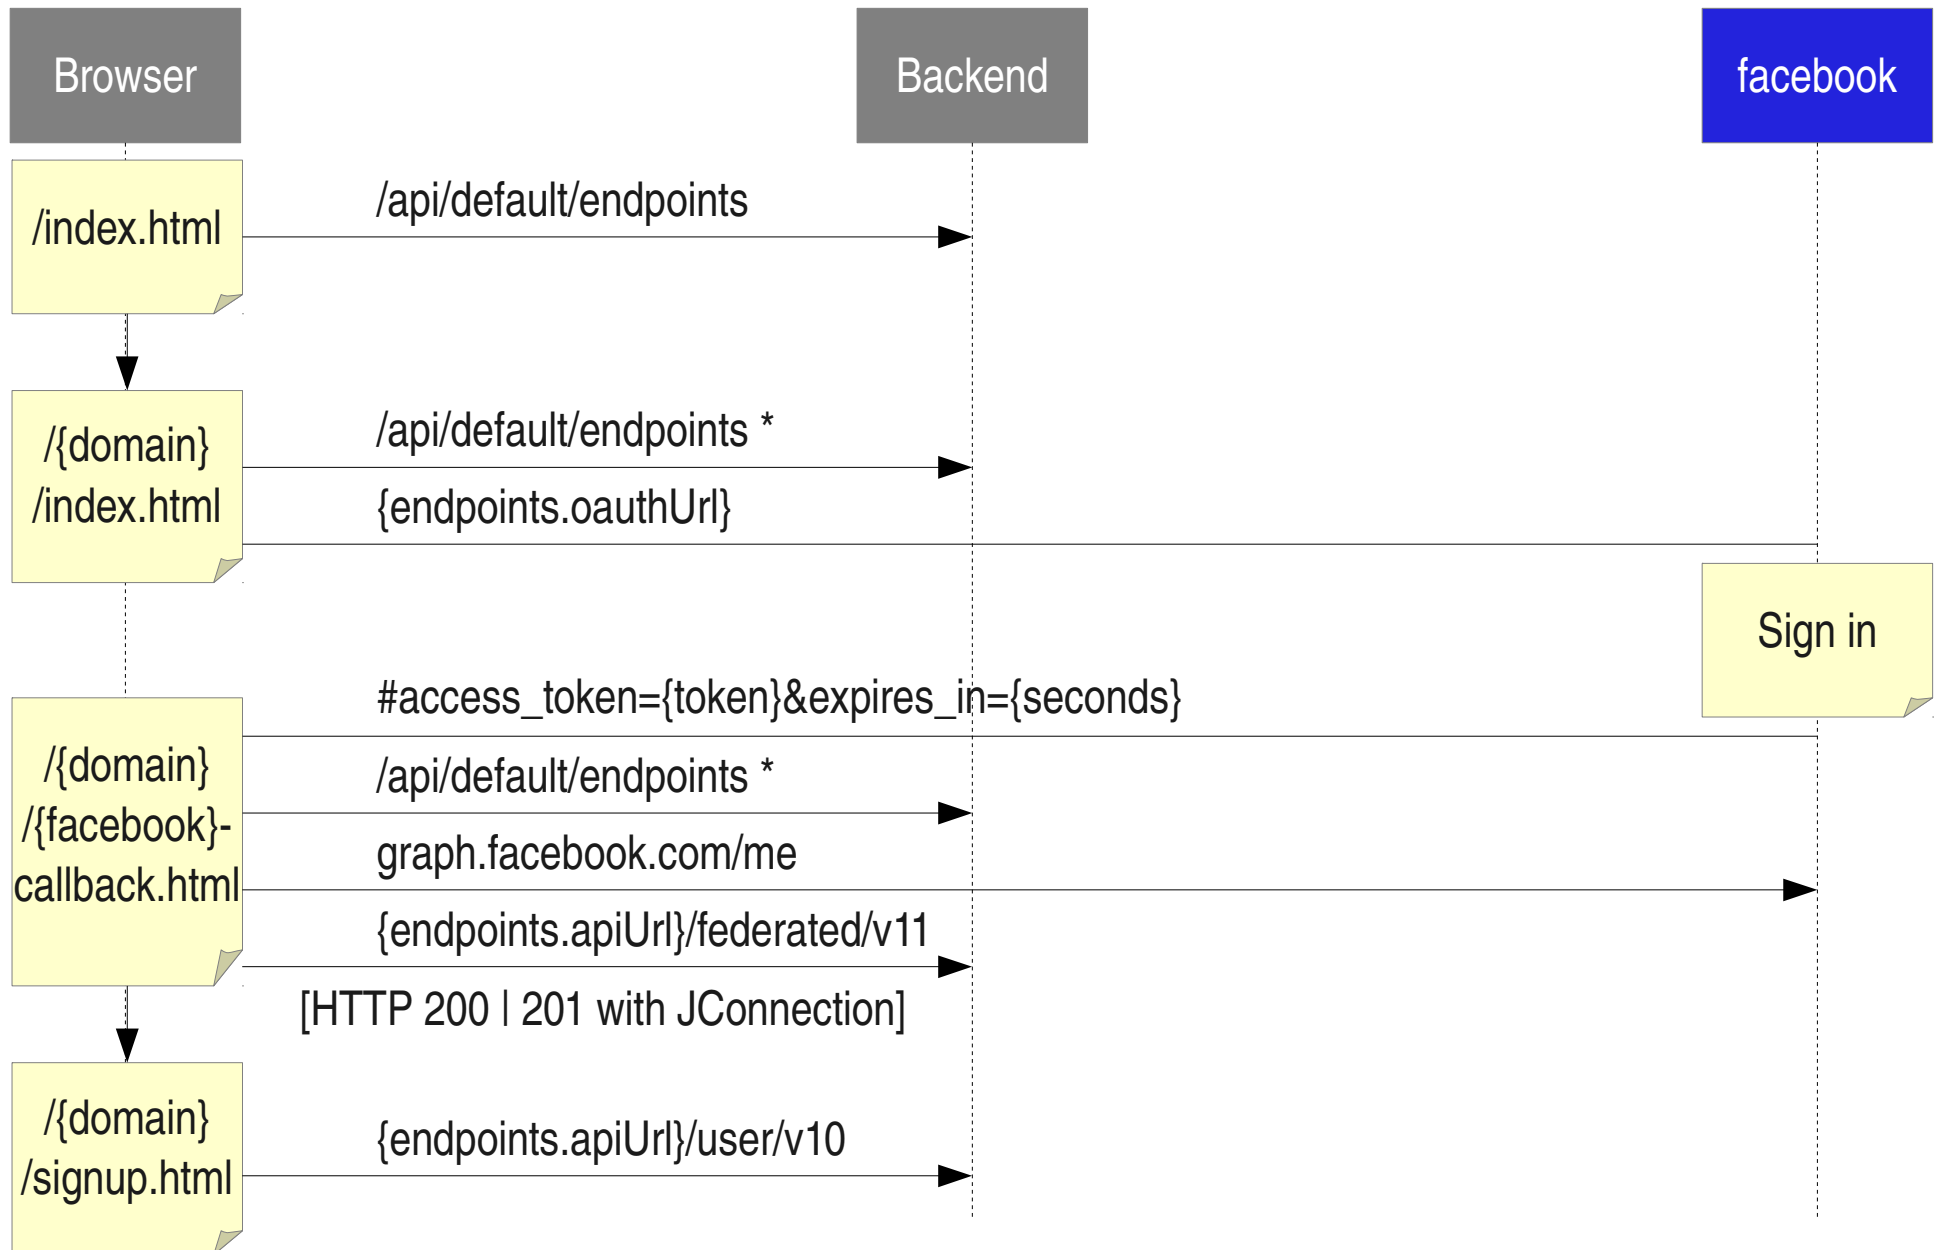 Browser
Backend
facebook
/index.html
/api/default/endpoints
/{domain}
/index.html
/api/default/endpoints *
{endpoints.oauthUrl}
Sign in
#access_token={token}&expires_in={seconds}
/{domain}
/{facebook}-
callback.html
/api/default/endpoints *
graph.facebook.com/me
{endpoints.apiUrl}/federated/v11
[HTTP 200 | 201 with JConnection]
/{domain}
/signup.html
{endpoints.apiUrl}/user/v10